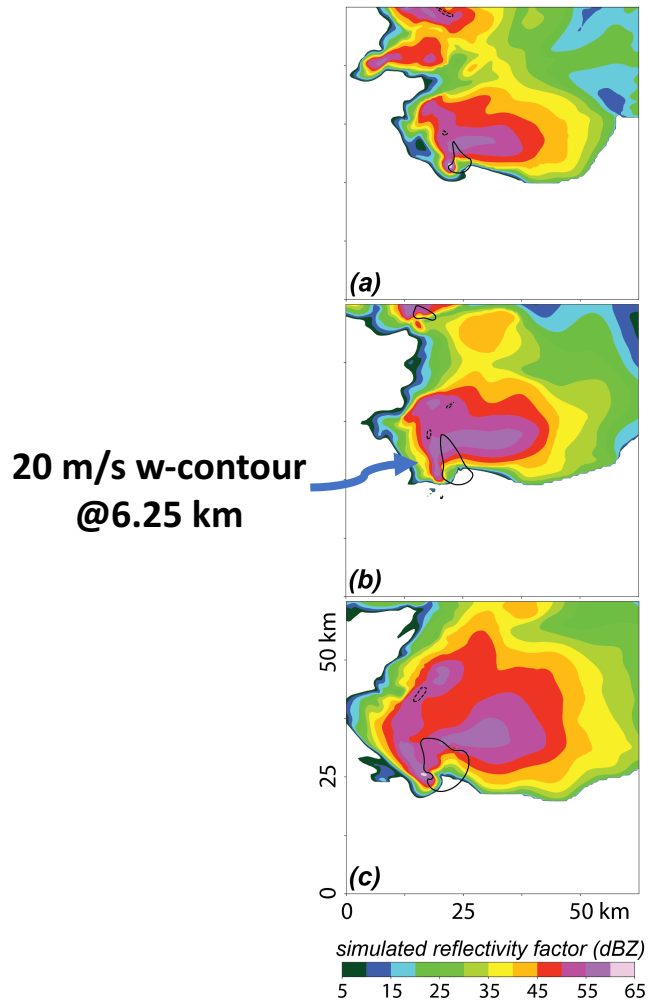 (a)
20 m/s w-contour
@6.25 km
(b)
50 km
25
0
(c)
0 25 50 km
simulated reflectivity factor (dBZ)
5 15 25 35 45 55 65